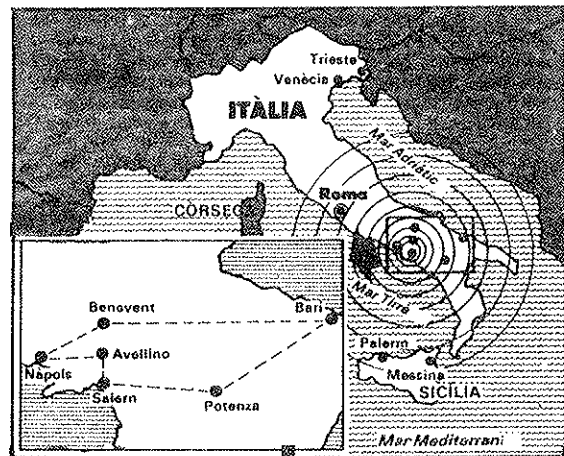 Trieste
Venècia
ITÀLIA
Mar Adriàtic
Roma
CÒRSEGA
Mar Tirrè
Benevent
Bari
Avellino
Nàpols
Salern
Potenza
Palerm
Messina
SICÍLIA
Mar Mediterrani